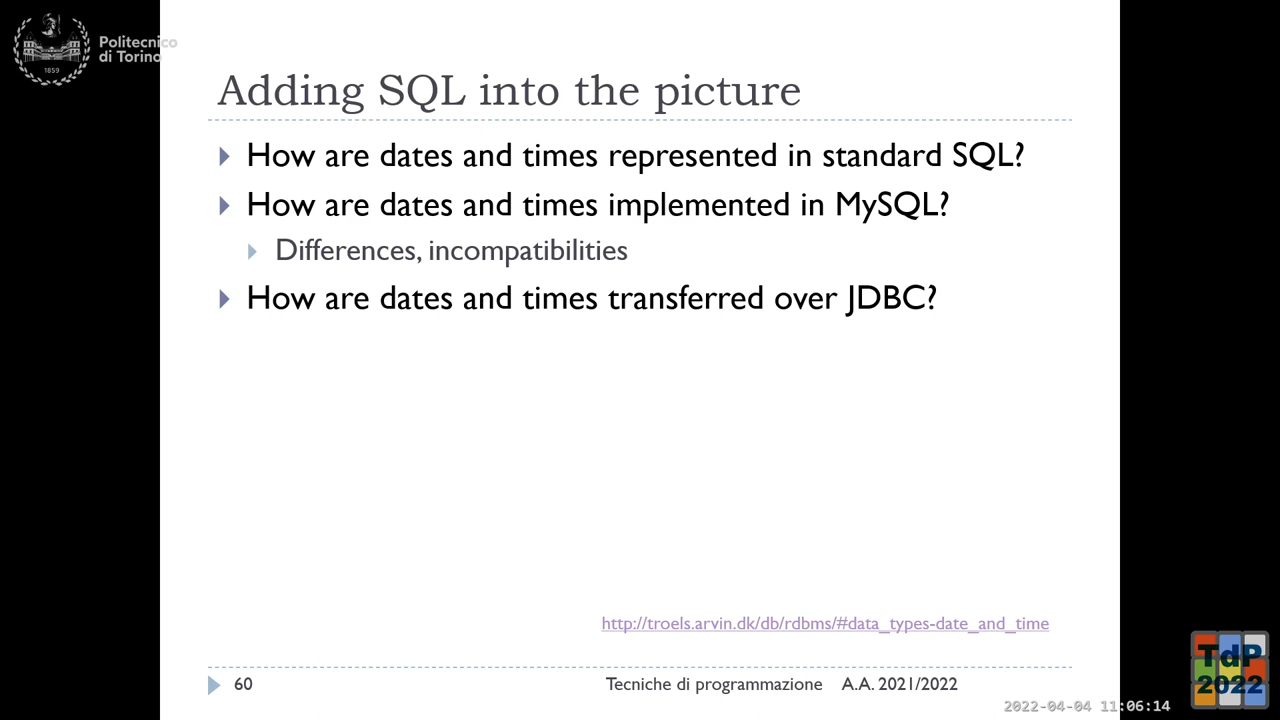 Politecnico
di Torino
1859
Adding SQL into the picture
How are dates and times represented in standard SQL?
How are dates and times implemented in MySQL?
Differences, incompatibilities
How are dates and times transferred over JDBC?
http://troels.arvin.dk/db/rdbms/#data_types-date_and_time
60
Tecniche di programmazione A.A. 2021/2022
2022-04-04 11:06:14
TdP
2022